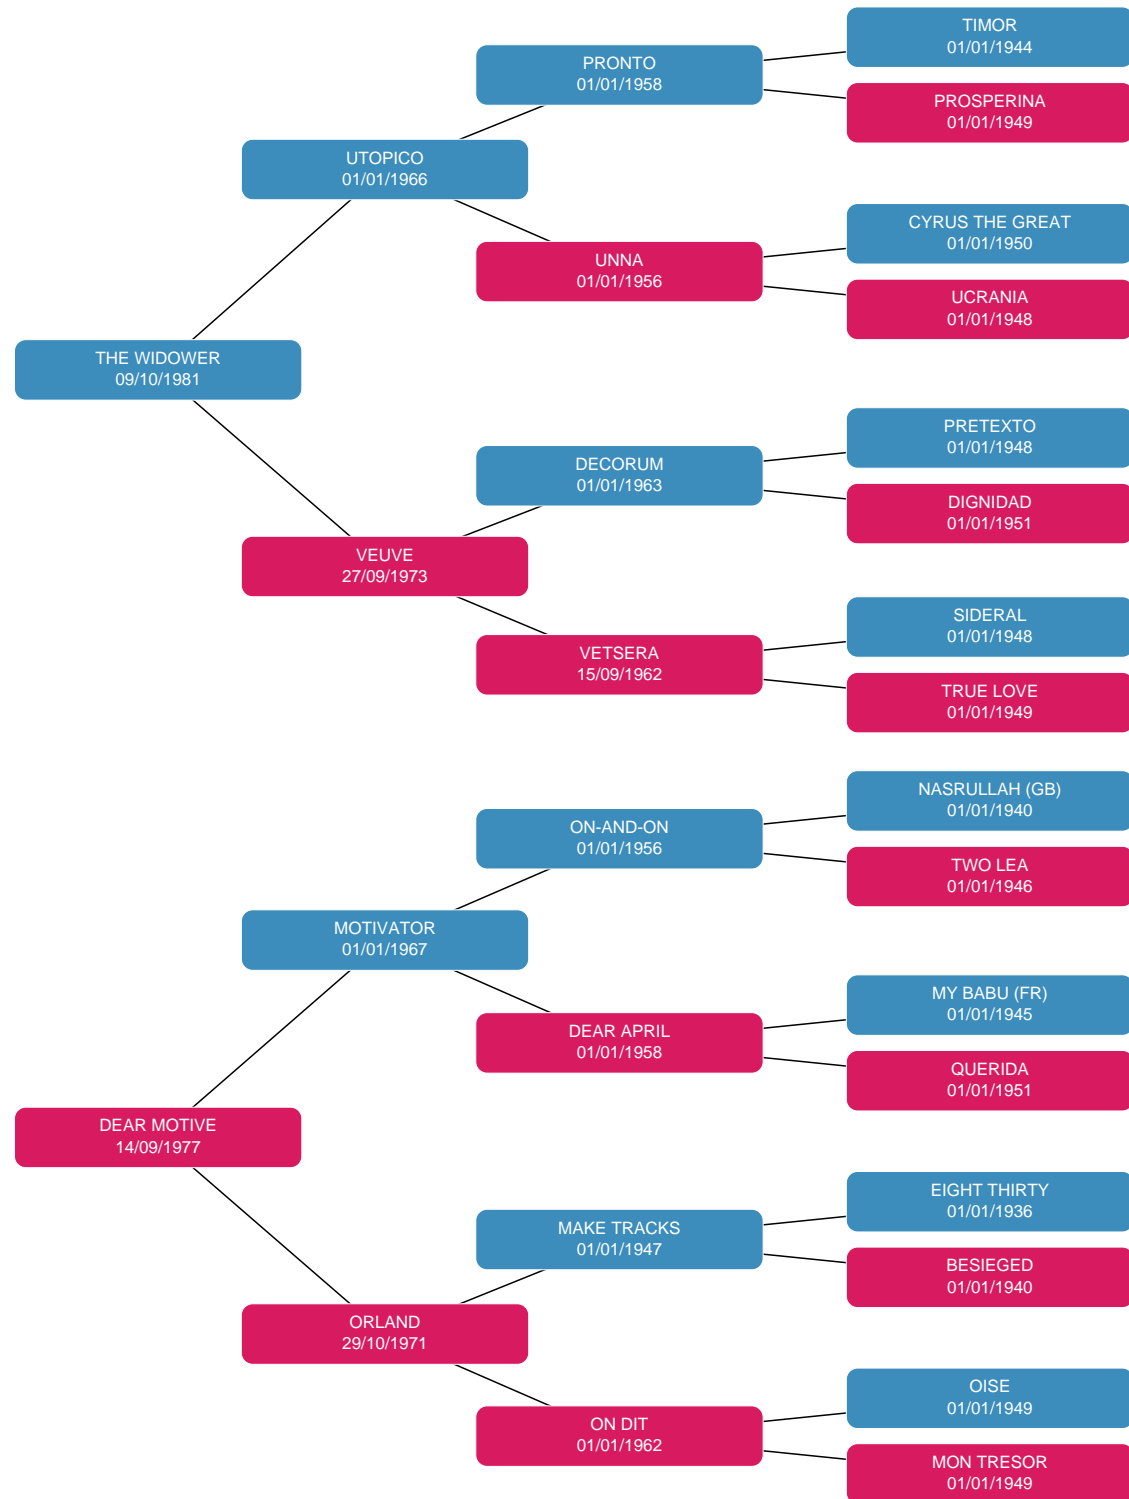 TIMOR
01/01/1944
PRONTO
01/01/1958
PROSPERINA
01/01/1949
UTOPICO
01/01/1966
CYRUS THE GREAT
01/01/1950
UNNA
01/01/1956
UCRANIA
01/01/1948
THE WIDOWER
09/10/1981
PRETEXTO
01/01/1948
DECORUM
01/01/1963
DIGNIDAD
01/01/1951
VEUVE
27/09/1973
SIDERAL
01/01/1948
VETSERA
15/09/1962
TRUE LOVE
01/01/1949
NASRULLAH (GB)
01/01/1940
ON-AND-ON
01/01/1956
TWO LEA
01/01/1946
MOTIVATOR
01/01/1967
MY BABU (FR)
01/01/1945
DEAR APRIL
01/01/1958
QUERIDA
01/01/1951
DEAR MOTIVE
14/09/1977
EIGHT THIRTY
01/01/1936
MAKE TRACKS
01/01/1947
BESIEGED
01/01/1940
ORLAND
29/10/1971
OISE
01/01/1949
ON DIT
01/01/1962
MON TRESOR
01/01/1949